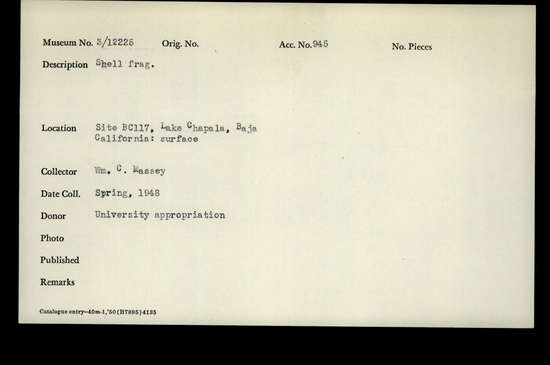 Museum No. 3/12226 Orig. No. Acc. No. 945 No. Pieces
Description Shell frag.
Location Site BC117, Lake Chapala, Baja
California: surface
Collector Wm. C. Massey
Date Coll. Spring, 1948
Donor University appropriation
Photo
Published
Remarks
Catalogue entry—40m-1,'50(B7895)4135